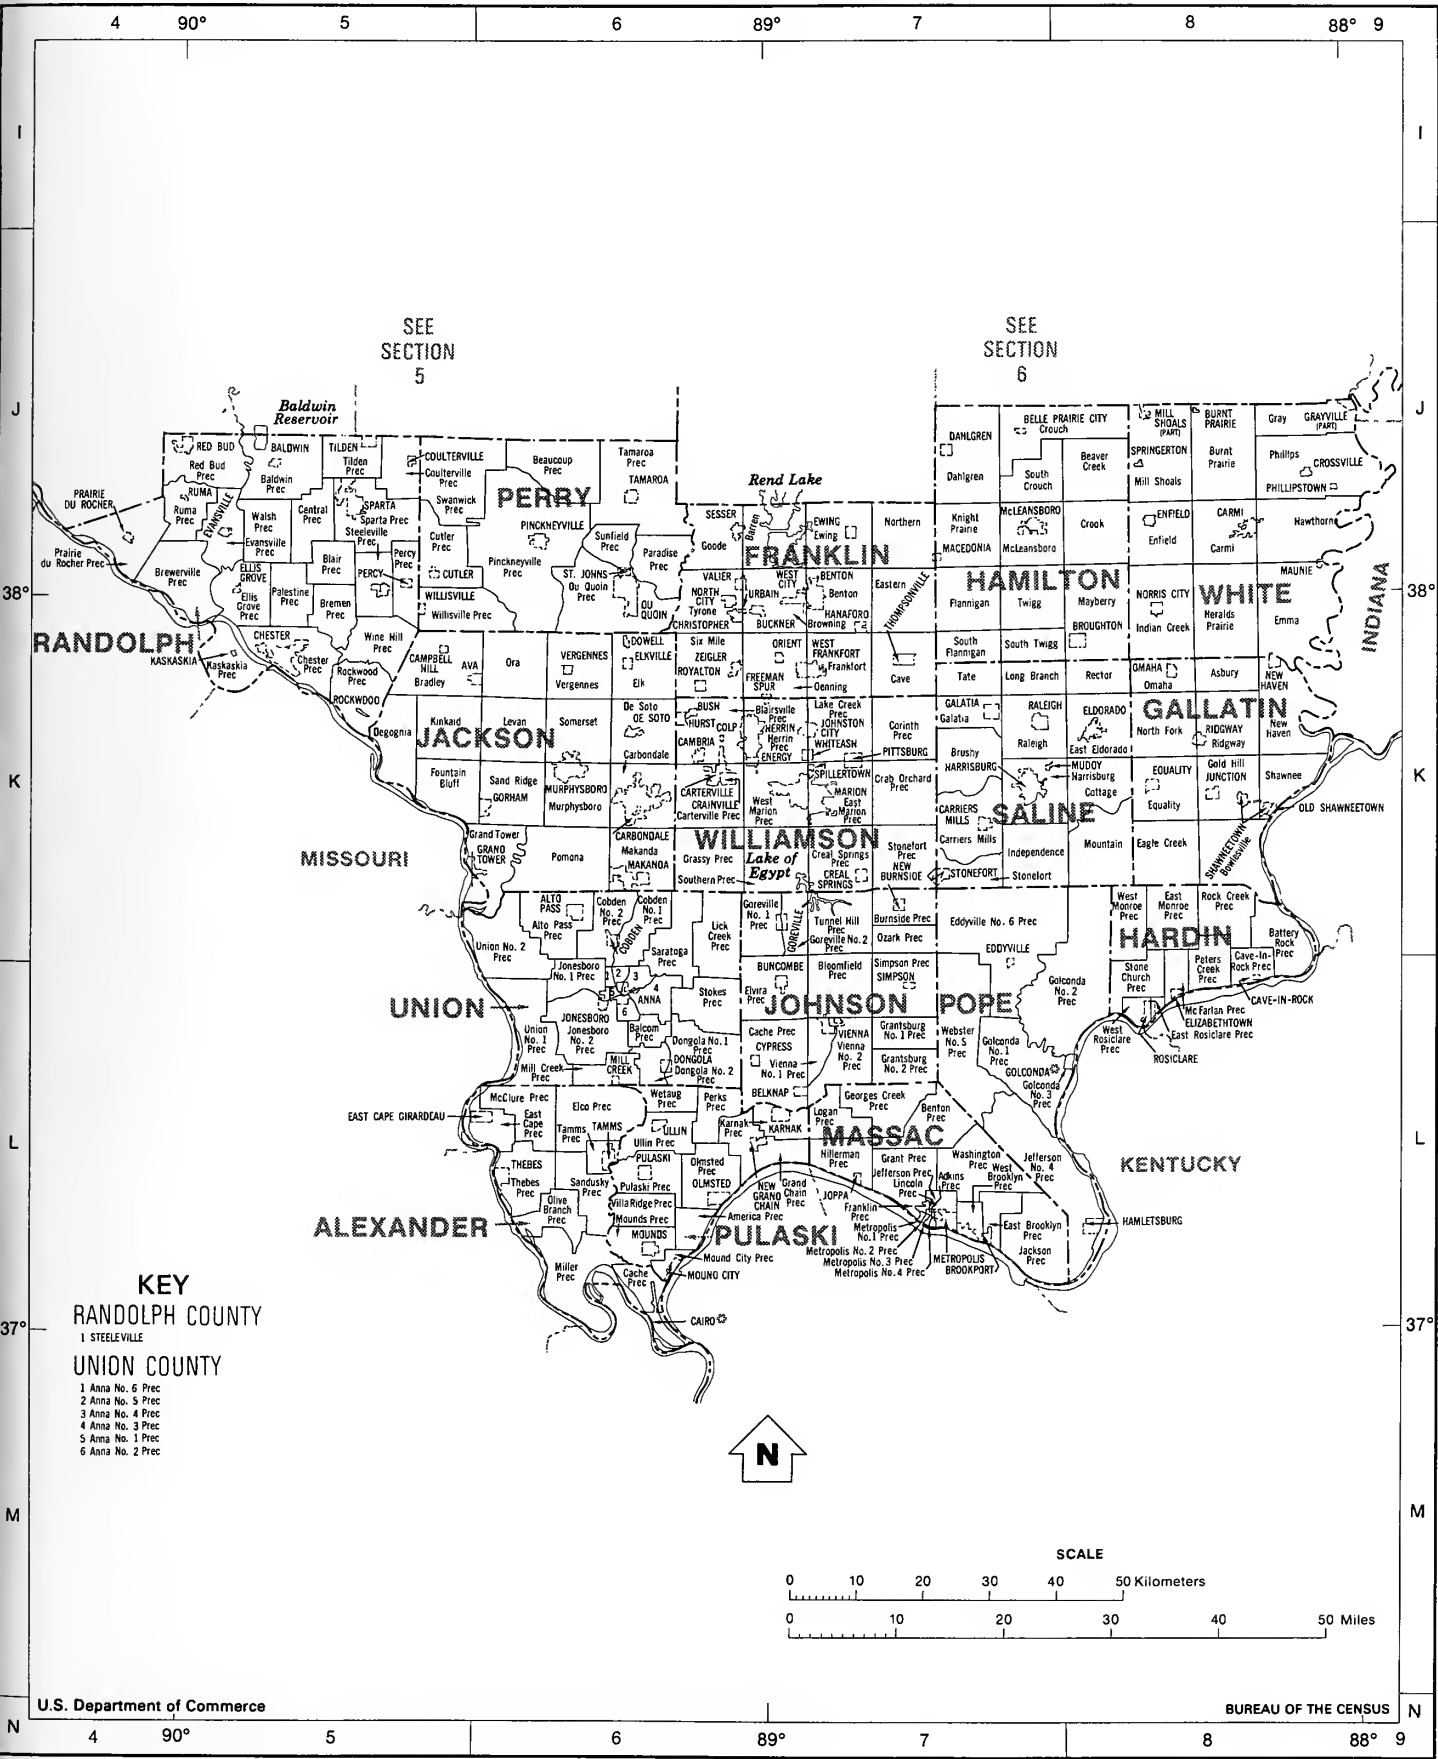 4 90° 5 6 89° 7 8 88° 9
I I
SEE
SECTION
5
SEE
SECTION
6
J J
Baldwin
Reservoir
RED BUD
Red Bud
Prec
BALDWIN
Baldwin
Prec
TILDEN
Tilden
Prec
COULTERVILLE
Coulterville
Prec
Beaucoup
Prec
Tamaroa
Prec
TAMAROA
RUMA
Ruma
Prec
EVANSVILLE
Walsh
Prec
Evansville
Prec
Central
Prec
SPARTA
Sparta Prec
Steeleville
Prec
Swanwick
Prec
PERRY
PINCKNEYVILLE
Pinckneyville
Prec
Cutler
Prec
CUTLER
Sunfield
Prec
Paradise
Prec
ST. JOHNS
Ou Quoin
Prec
OU
QUOIN
PRAIRIE
DU ROCHER
Prairie
du Rocher Prec
Brewerville
Prec
ELLIS
GROVE
Ellis
Grove
Prec
Palestine
Prec
Blair
Prec
Bremen
Prec
PERCY
Percy
Prec
WILLISVILLE
Willisville Prec
38° 38°
RANDOLPH
KASKASKIA
Kaskaskia
Prec
CHESTER
Chester
Prec
Wine Hill
Prec
Rockwood
Prec
ROCKWOOD
Rend Lake
SESSER
Goode
Barren
EWING
Ewing
Northern
FRANKLIN
VALIER
NORTH
CITY
Tyrone
CHRISTOPHER
WEST
CITY
URBAIN
BUCKNER
BENTON
Benton
HANAFORD
Browning
Eastern
THOMPSONVILLE
Six Mile
ZEIGLER
ROYALTON
ORIENT
FREEMAN
SPUR
WEST
FRANKFORT
Frankfort
Oenning
Cave
DAHLGREN
Dahlgren
BELLE PRAIRIE CITY
Crouch
South
Crouch
Beaver
Creek
Knight
Prairie
MACEDONIA
McLEANSBORO
McLeansboro
Crook
HAMILTON
Flannigan
Twigg
Mayberry
BROUGHTON
South
Flannigan
South Twigg
MILL
SHOALS
(PART)
SPRINGERTON
Mill Shoals
BURNT
PRAIRIE
Burnt
Prairie
Gray
GRAYVILLE
(PART)
Phillips
CROSSVILLE
PHILLIPSTOWN
ENFIELD
Enfield
CARMI
Carmi
Hawthorn
MAUNIE
NORRIS CITY
Indian Creek
WHITE
Heralds
Prairie
Emma
INDIANA
CAMPBELL
HILL
Bradley
AVA
Ora
VERGENNES
Vergennes
DOWELL
ELKVILLE
Elk
Degognia
Kinkaid
Levan
Somerset
De Soto
OE SOTO
JACKSON
Carbondale
Fountain
Bluff
Sand Ridge
GORHAM
MURPHYSBORO
Murphysboro
Grand Tower
GRANO
TOWER
Pomona
CARBONDALE
Makanda
MAKANOA
BUSH
HURST
COLP
CAMBRIA
Blairsville
Prec
HERRIN
Herrin
Prec
ENERGY
Lake Creek
Prec
JOHNSTON
CITY
WHITEASH
Corinth
Prec
PITTSBURG
SPILLERTOWN
CARTERVILLE
CRAINVILLE
Carterville Prec
West
Marion
Prec
MARION
East
Marion
Prec
Crab Orchard
Prec
WILLIAMSON
Grassy Prec
Southern Prec
Lake of
Egypt
Creal Springs
Prec
CREAL
SPRINGS
Stonefort
Prec
NEW
BURNSIDE
Tate
Long Branch
Rector
GALATIA
Galatia
RALEIGH
Raleigh
ELDORADO
East Eldorado
Brushy
HARRISBURG
MUDOY
Harrisburg
Cottage
CARRIERS
MILLS
Carriers Mills
SALINE
Independence
Mountain
STONEFORT
Stonelort
OMAHA
Omaha
Asbury
NEW
HAVEN
GALLATIN
North Fork
RIDGWAY
Ridgway
New
Haven
EQUALITY
Equality
Gold Hill
JUNCTION
Shawnee
OLD SHAWNEETOWN
SHAWNEETOWN
Bowlesville
Eagle Creek
K K
MISSOURI
ALTO
PASS
Alto Pass
Prec
Cobden
No. 2
Prec
Cobden
No. 1
Prec
COBDEN
Union No. 2
Prec
Saratoga
Prec
Lick
Creek
Prec
Jonesboro
No. 1 Prec
1 2 3
4
5
6
ANNA
Stokes
Prec
UNION
Union
No. 1
Prec
JONESBORO
Jonesboro
No. 2
Prec
Balcom
Prec
Dongola No. 1
Prec
DONGOLA
Dongola No. 2
Prec
Mill Creek
Prec
MILL
CREEK
Goreville
No. 1
Prec
GOREVILLE
Tunnel Hill
Prec
Goreville No. 2
Prec
Burnside Prec
Ozark Prec
BUNCOMBE
Elvira
Prec
Bloomfield
Prec
Simpson Prec
SIMPSON
JOHNSON
Cache Prec
CYPRESS
Vienna
No. 1 Prec
VIENNA
Vienna
No. 2
Prec
Grantsburg
No. 1 Prec
Grantsburg
No. 2 Prec
BELKNAP
Eddyville No. 6 Prec
EDDYVILLE
POPE
Golconda
No. 2
Prec
Webster
No. 5
Prec
Golconda
No. 1
Prec
GOLCONDA
Golconda
No. 3
Prec
West
Monroe
Prec
East
Monroe
Prec
Rock Creek
Prec
HARDIN
Battery
Rock
Prec
Stone
Church
Prec
Peters
Creek
Prec
Cave-In-
Rock Prec
CAVE-IN-ROCK
Mc Farlan Prec
ELIZABETHTOWN
East Rosiclare Prec
West
Rosiclare
Prec
ROSICLARE
L L
EAST CAPE GIRARDEAU
McClure Prec
East
Cape
Prec
Elco Prec
Tamms
Prec
TAMMS
THEBES
Thebes
Prec
Sandusky
Prec
Olive
Branch
Prec
ALEXANDER
Miller
Prec
Cache
Prec
CAIRO
Wetaug
Prec
Perks
Prec
ULLIN
Ullin Prec
PULASKI
Pulaski Prec
Olmsted
Prec
OLMSTED
Villa Ridge Prec
Mounds Prec
MOUNDS
America Prec
PULASKI
Mound City Prec
MOUNO CITY
Karnak
Prec
KARHAK
NEW
GRAND
CHAIN
Grand
Chain
Prec
Logan
Prec
Georges Creek
Prec
Benton
Prec
MASSAC
Hillerman
Prec
JOPPA
Grant Prec
Jefferson Prec
Lincoln
Prec
Adkins
Prec
Washington
Prec
West
Brooklyn
Prec
Jefferson
No. 4
Prec
Franklin
Prec
Metropolis
No.1 Prec
Metropolis No. 2 Prec
Metropolis No. 3 Prec
Metropolis No. 4 Prec
METROPOLIS
BROOKPORT
East Brooklyn
Prec
Jackson
Prec
HAMLETSBURG
KENTUCKY
KEY
RANDOLPH COUNTY
1 STEELEVILLE
UNION COUNTY
1 Anna No. 6 Prec
2 Anna No. 5 Prec
3 Anna No. 4 Prec
4 Anna No. 3 Prec
5 Anna No. 1 Prec
6 Anna No. 2 Prec
37° 37°
N
M M
SCALE
0 10 20 30 40 50 Kilometers
0 10 20 30 40 50 Miles
U.S. Department of Commerce
BUREAU OF THE CENSUS
N N
4 90° 5 6 89° 7 8 88° 9